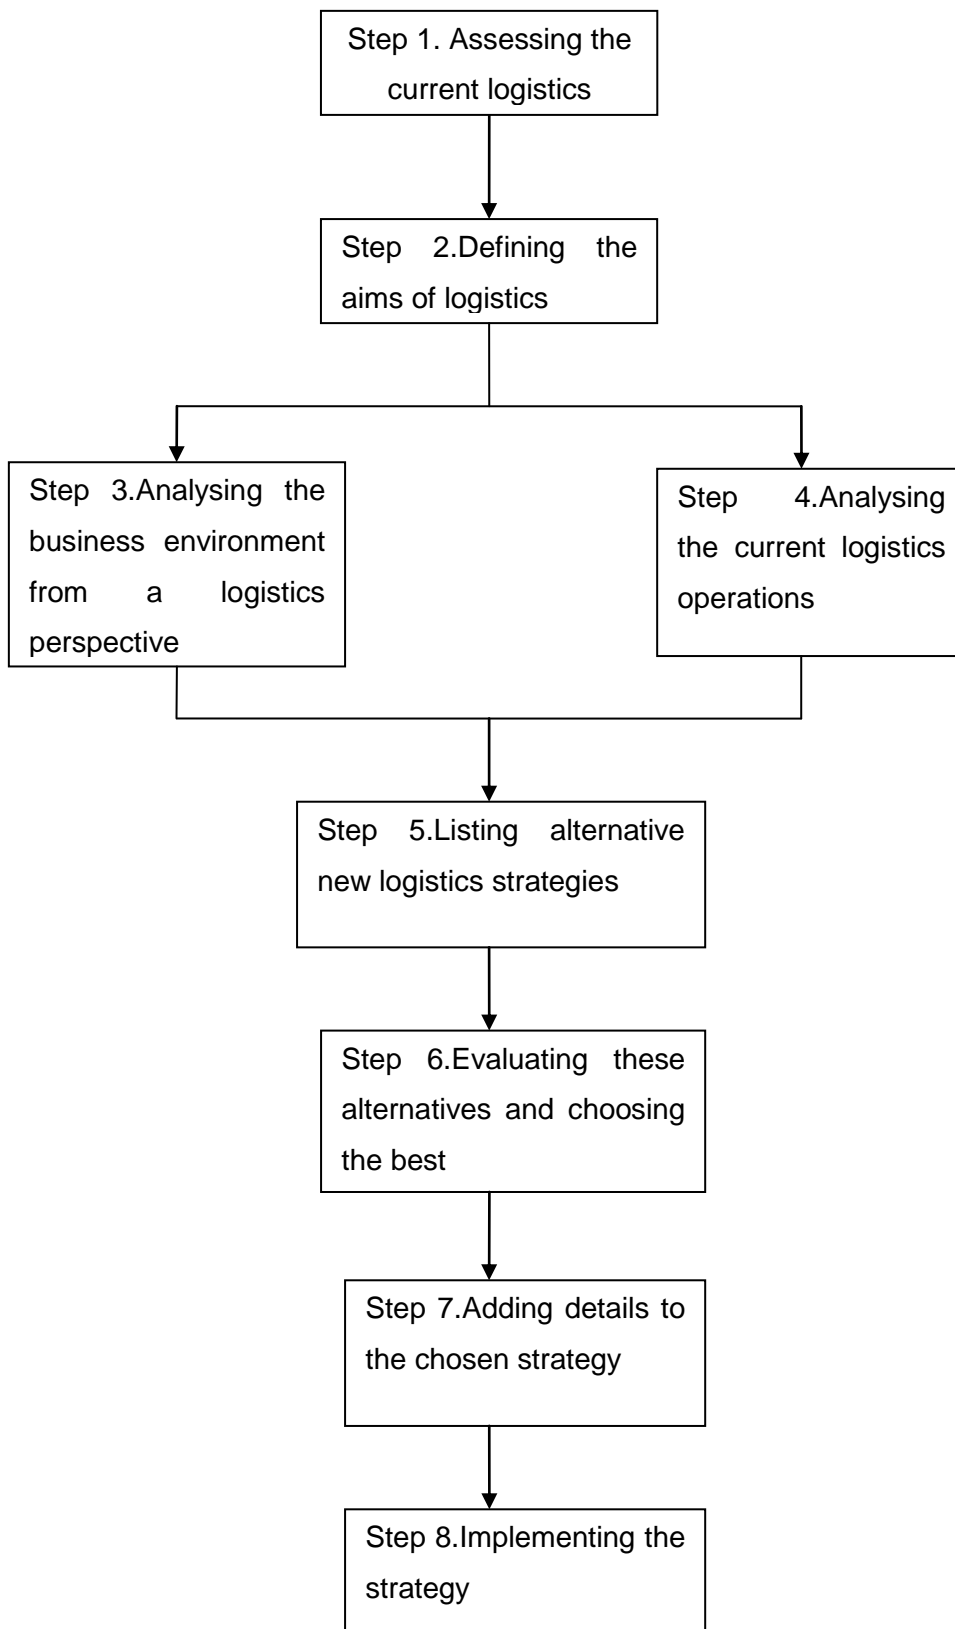 Step 1. Assessing the
current logistics
Step 2.Defining the
aims of logistics
Step 3.Analysing the
business environment
from a logistics
perspective
Step 4.Analysing
the current logistics
operations
Step 5.Listing alternative
new logistics strategies
Step 6.Evaluating these
alternatives and choosing
the best
Step 7.Adding details to
the chosen strategy
Step 8.Implementing the
strategy